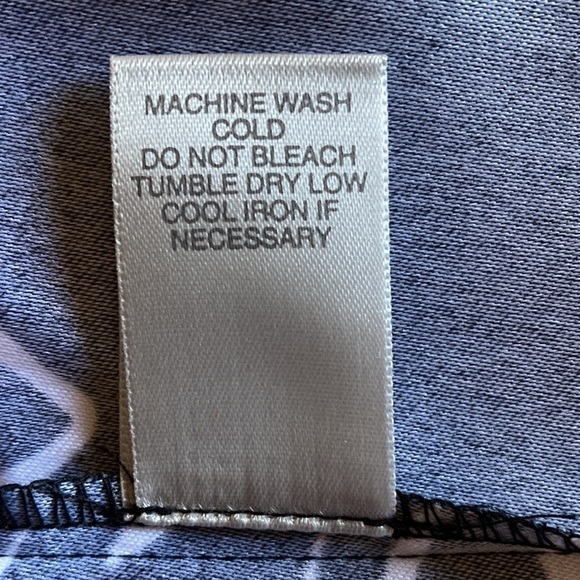 MACHINE WASH
COLD
DO NOT BLEACH
TUMBLE DRY LOW
COOL IRON IF
NECESSARY